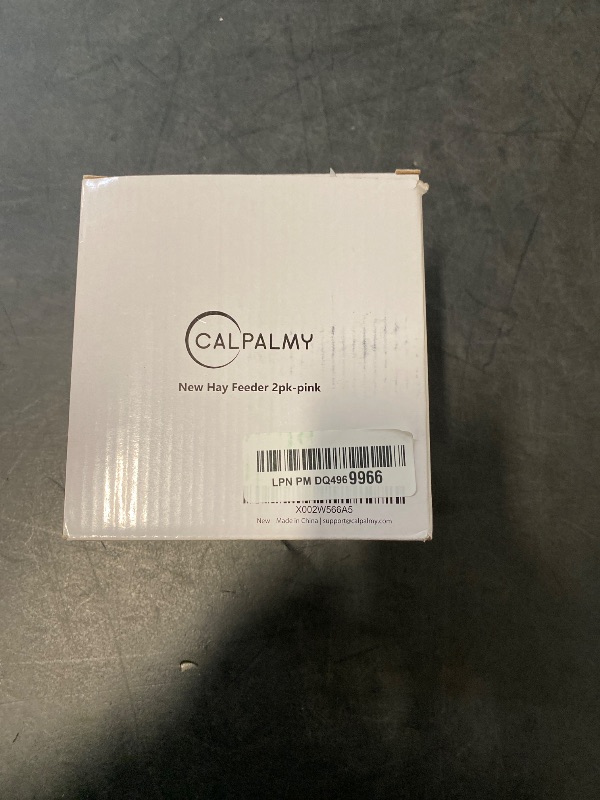 CALPALMY
New Hay Feeder 2pk-pink
LPN PM DQ4969966
X002W566A5
New Made in China | support@calpalmy.com